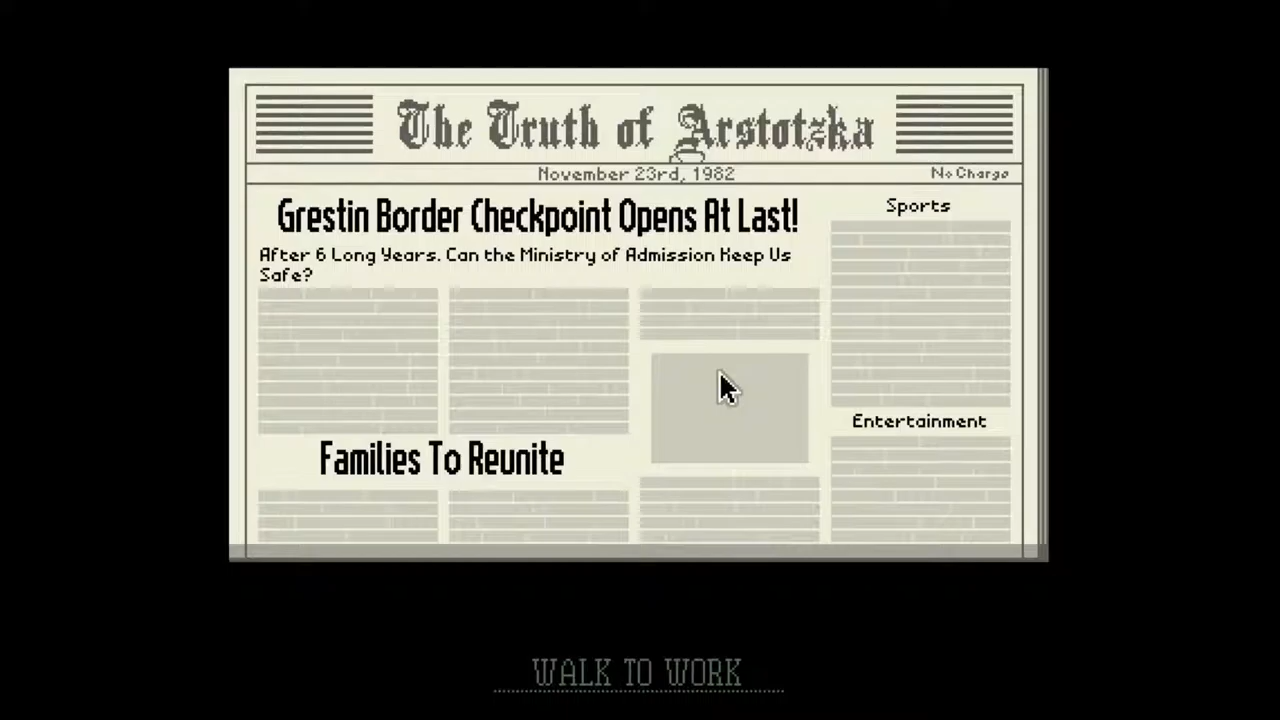 The Truth of Arstotzka
November 23rd, 1982
No Charge
Grestin Border Checkpoint Opens At Last!
After 6 Long Years. Can the Ministry of Admission Keep Us
Safe?
Families To Reunite
Sports
Entertainment
WALK TO WORK